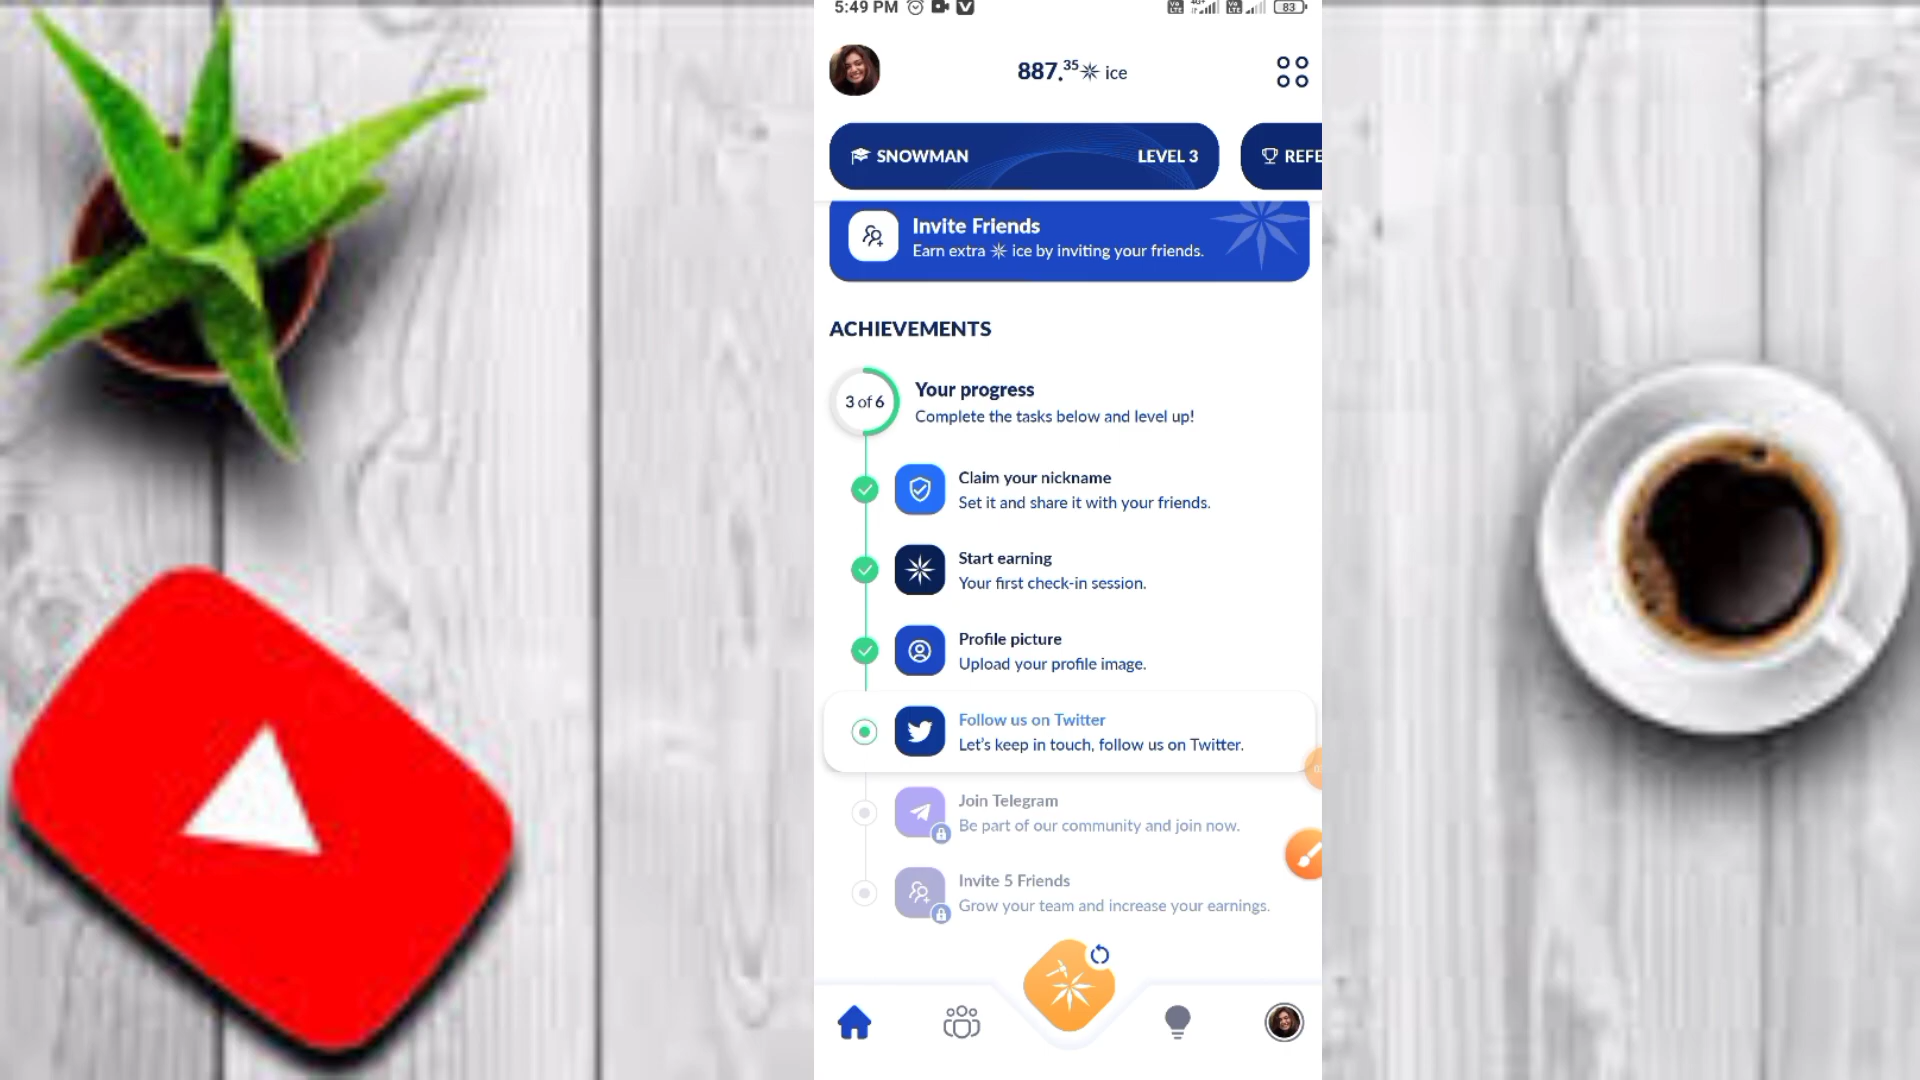 5:49 PM
83
887.35 ice
SNOWMAN LEVEL 3
REFE
Invite Friends
Earn extra ice by inviting your friends.
ACHIEVEMENTS
3 of 6
Your progress
Complete the tasks below and level up!
Claim your nickname
Set it and share it with your friends.
Start earning
Your first check-in session.
Profile picture
Upload your profile image.
Follow us on Twitter
Let's keep in touch, follow us on Twitter.
Join Telegram
Be part of our community and join now.
Invite 5 Friends
Grow your team and increase your earnings.